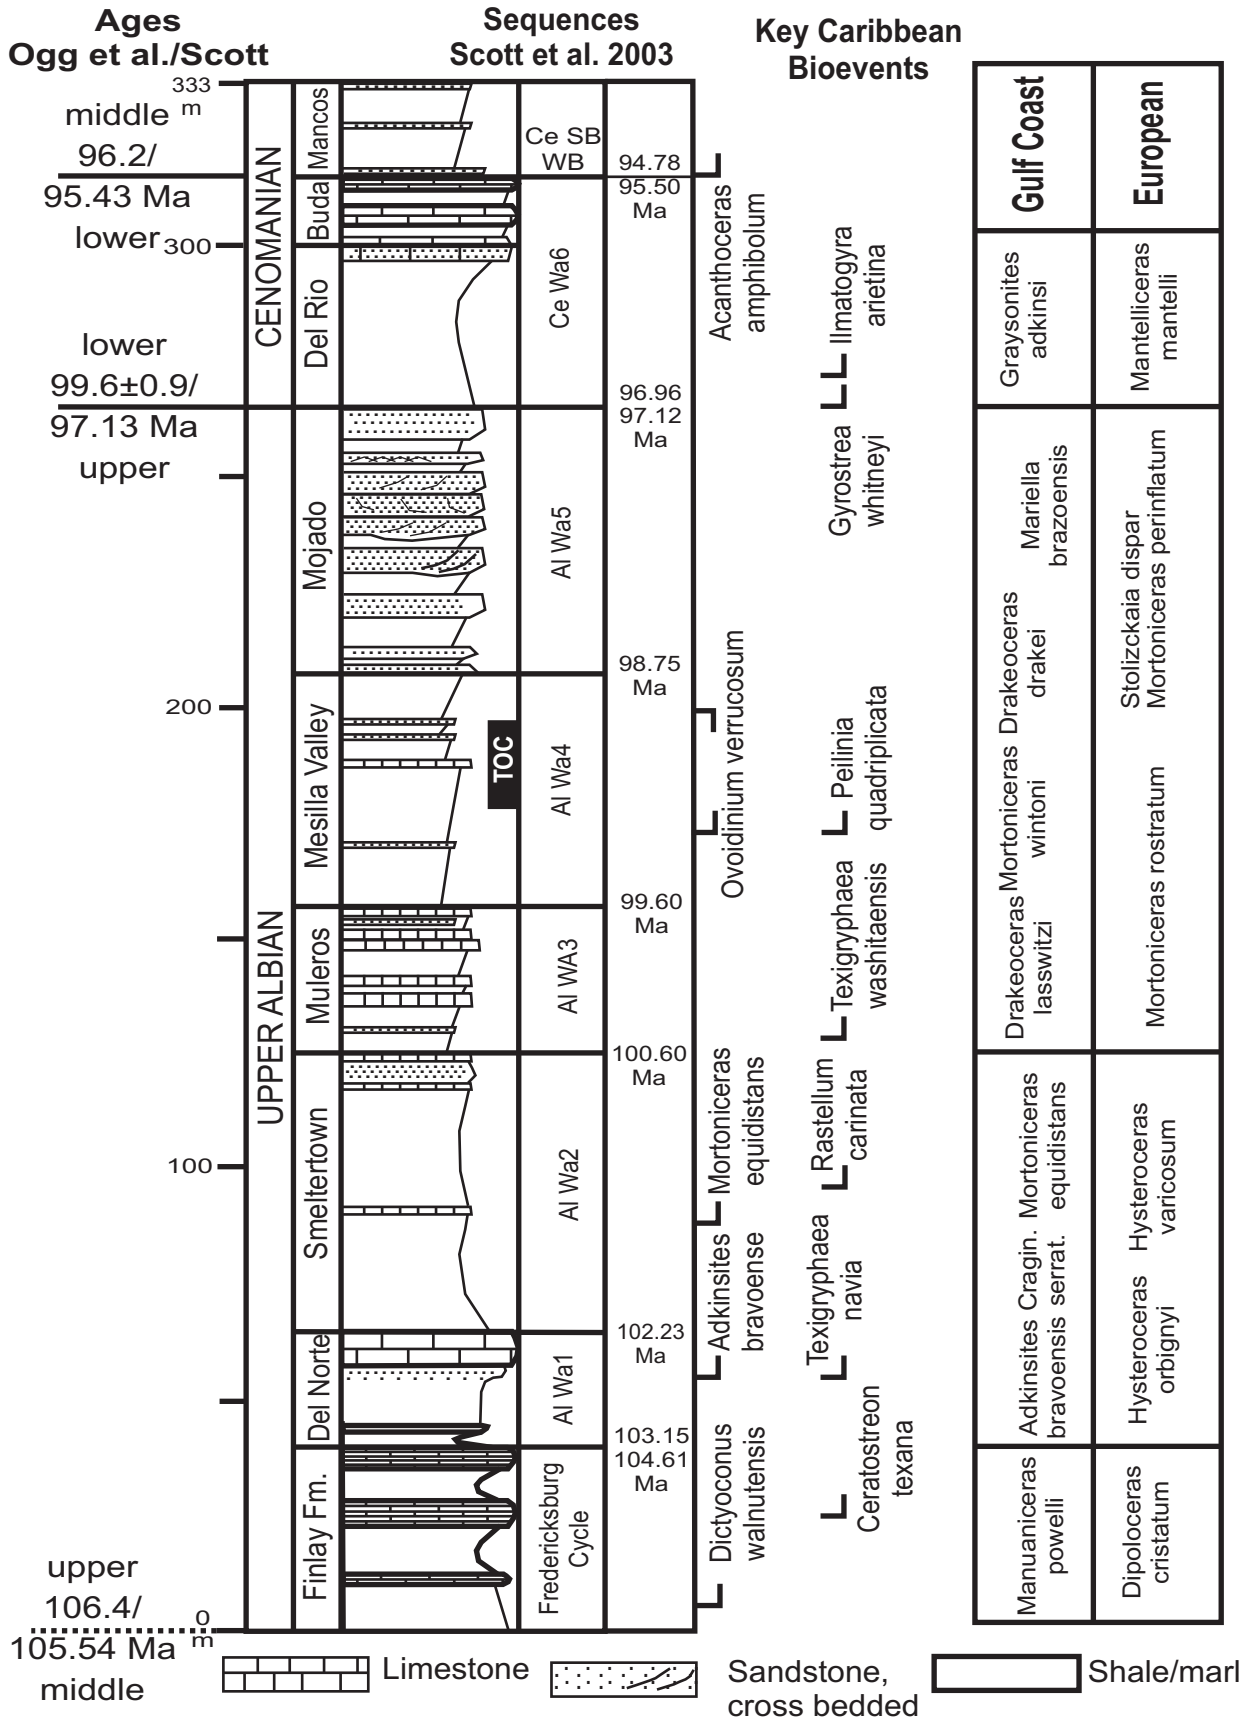 Ages
Ogg et al./Scott
Sequences
Scott et al. 2003
Key Caribbean
Bioevents
333
m
middle
96.2/
95.43 Ma
lower
300
lower
99.6±0.9/
97.13 Ma
upper
200
100
upper
106.4/
0
m
105.54 Ma
middle
CENOMANIAN
UPPER ALBIAN
Mancos
Buda
Del Rio
Mojado
Mesilla Valley
Muleros
Smeltertown
Del Norte
Finlay Fm.
TOC
Ce SB
WB
Ce Wa6
Al Wa5
Al Wa4
Al WA3
Al Wa2
Al Wa1
Fredericksburg
Cycle
94.78
95.50
Ma
96.96
97.12
Ma
98.75
Ma
99.60
Ma
100.60
Ma
102.23
Ma
103.15
104.61
Ma
Acanthoceras
amphibolum
Ovoidinium verrucosum
Mortoniceras
equidistans
Adkinsites
bravoense
Dictyoconus
walnutensis
Ilmatogyra
arietina
Gyrostrea
whitneyi
Peilinia
quadriplicata
Texigryphaea
washitaensis
Rastellum
carinata
Texigryphaea
navia
Ceratostreon
texana
Gulf Coast
Graysonites
adkinsi
Mariella
brazoensis
Drakeoceras
drakei
Mortoniceras
wintoni
Drakeoceras
lasswitzi
Mortoniceras
equidistans
Adkinsites Cragin.
bravoensis serrat.
Manuaniceras
powelli
European
Mantelliceras
mantelli
Stolizckaia dispar
Mortoniceras perinflatum
Mortoniceras rostratum
Hysteroceras
varicosum
Hysteroceras
orbignyi
Dipoloceras
cristatum
Limestone
Sandstone,
cross bedded
Shale/marl